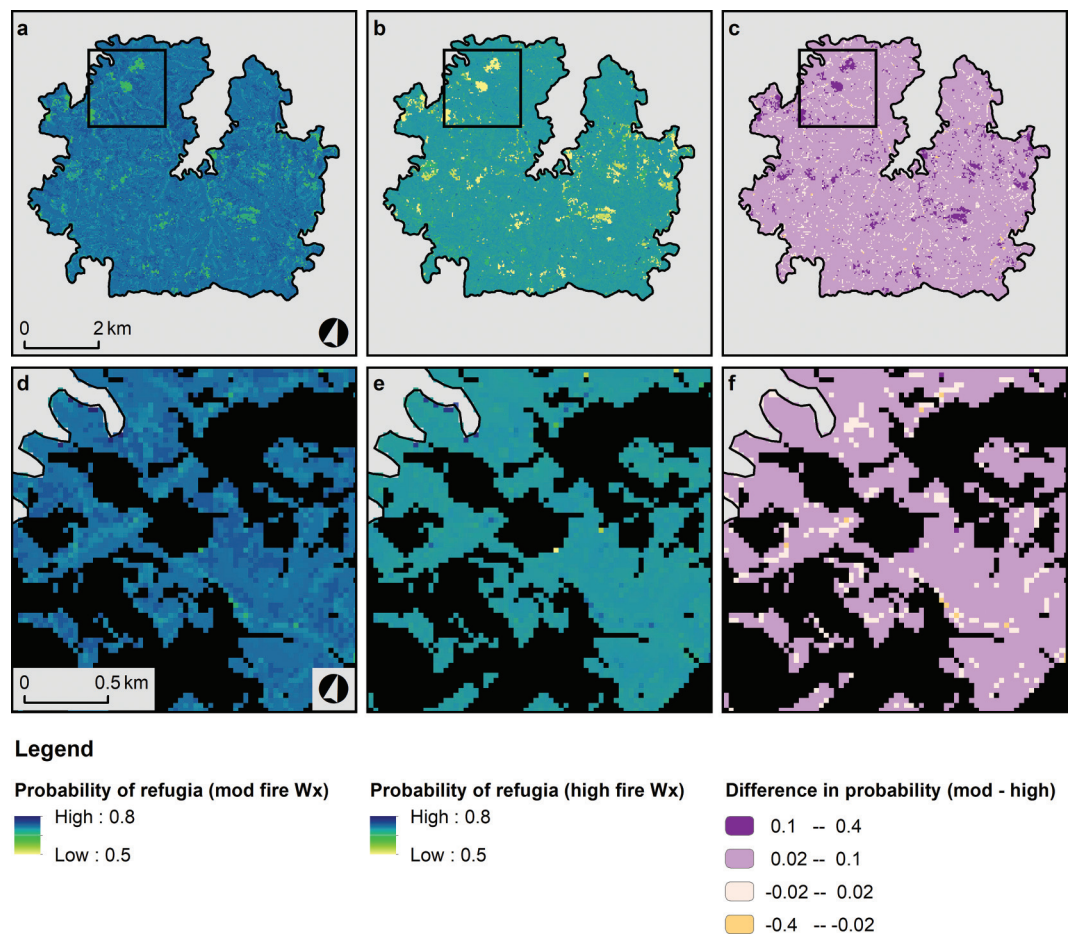 a
b
c
0 2 km
d
e
f
0 0.5 km
Legend
Probability of refugia (mod fire Wx)
High : 0.8
Low : 0.5
Probability of refugia (high fire Wx)
High : 0.8
Low : 0.5
Difference in probability (mod - high)
0.1 -- 0.4
0.02 -- 0.1
-0.02 -- 0.02
-0.4 -- -0.02